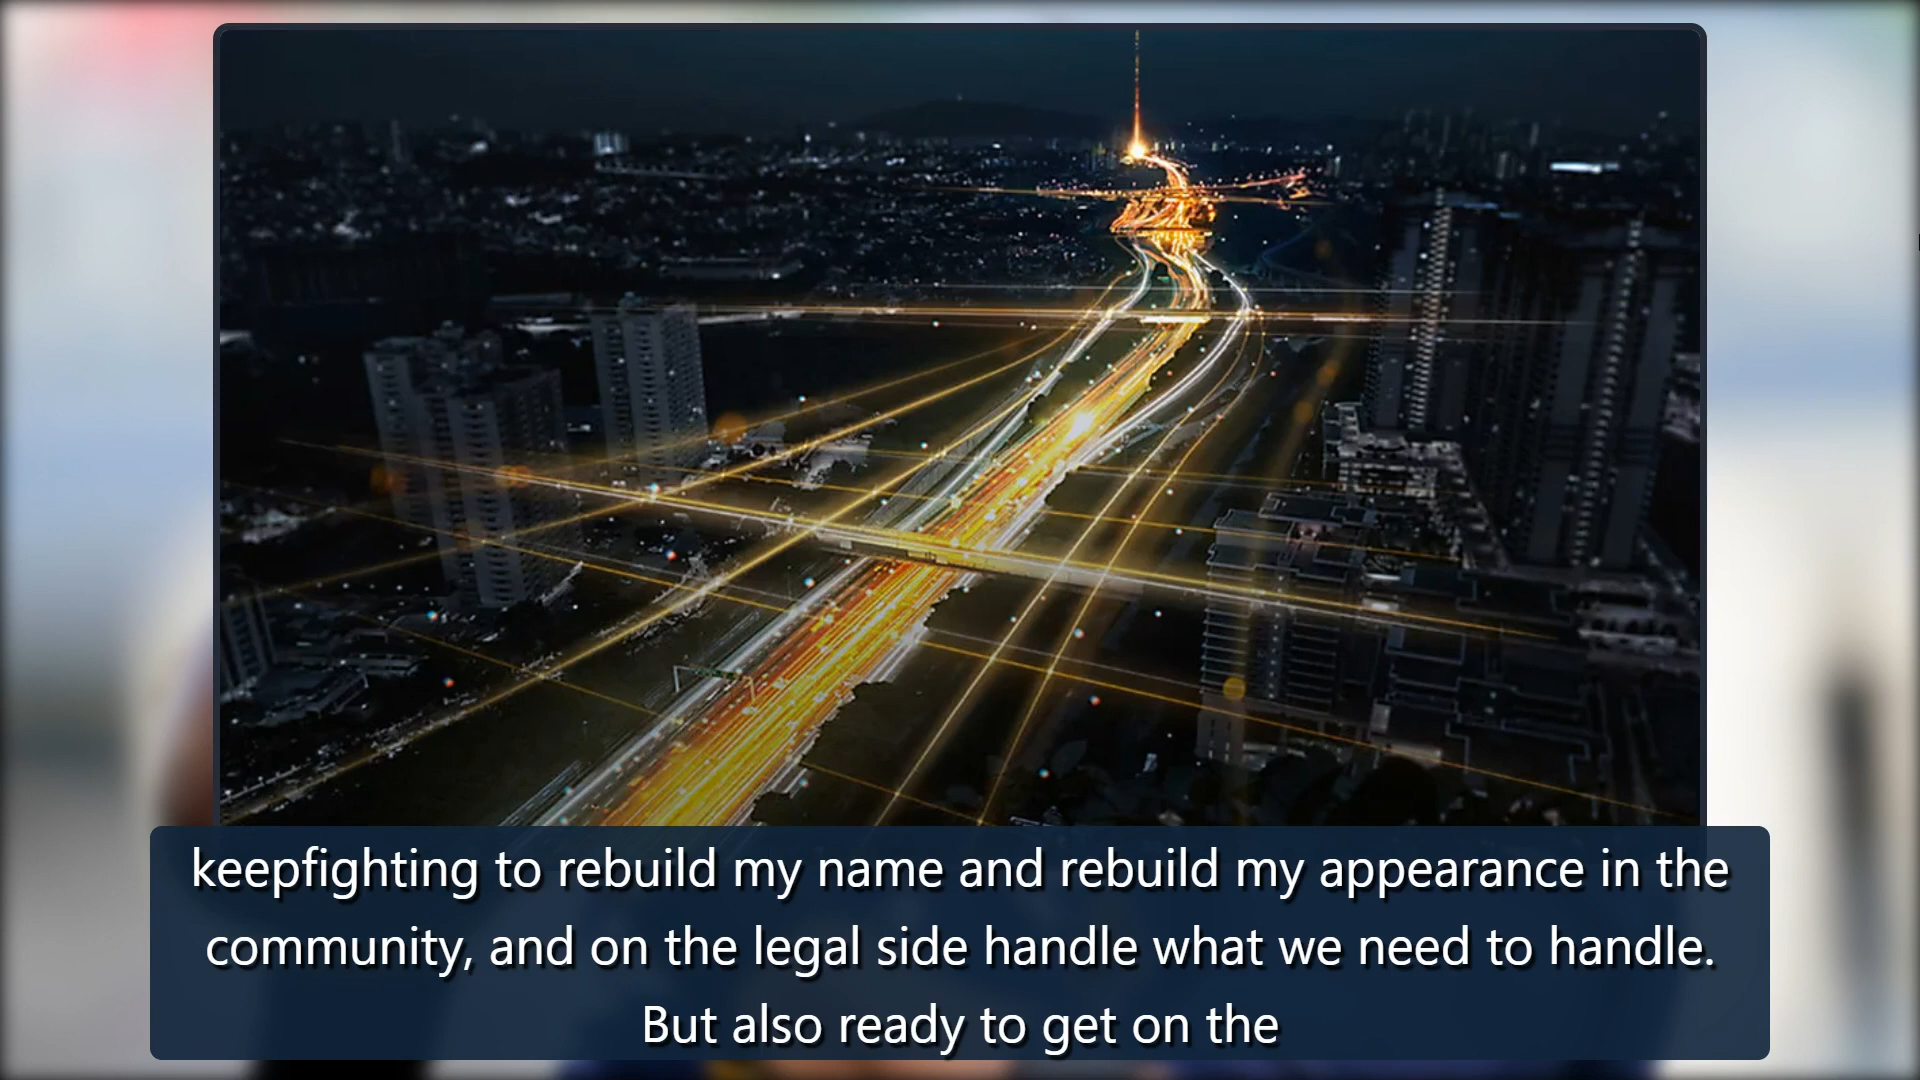 keepfighting to rebuild my name and rebuild my appearance in the
community, and on the legal side handle what we need to handle.
But also ready to get on the